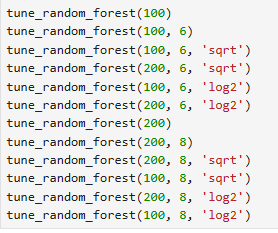 tune_random_forest(100)
tune_random_forest(100, 6)
tune_random_forest(100, 6, 'sqrt')
tune_random_forest(200, 6, 'sqrt')
tune_random_forest(100, 6, 'log2')
tune_random_forest(200, 6, 'log2')
tune_random_forest(200)
tune_random_forest(200, 8)
tune_random_forest(200, 8, 'sqrt')
tune_random_forest(100, 8, 'sqrt')
tune_random_forest(200, 8, 'log2')
tune_random_forest(100, 8, 'log2')